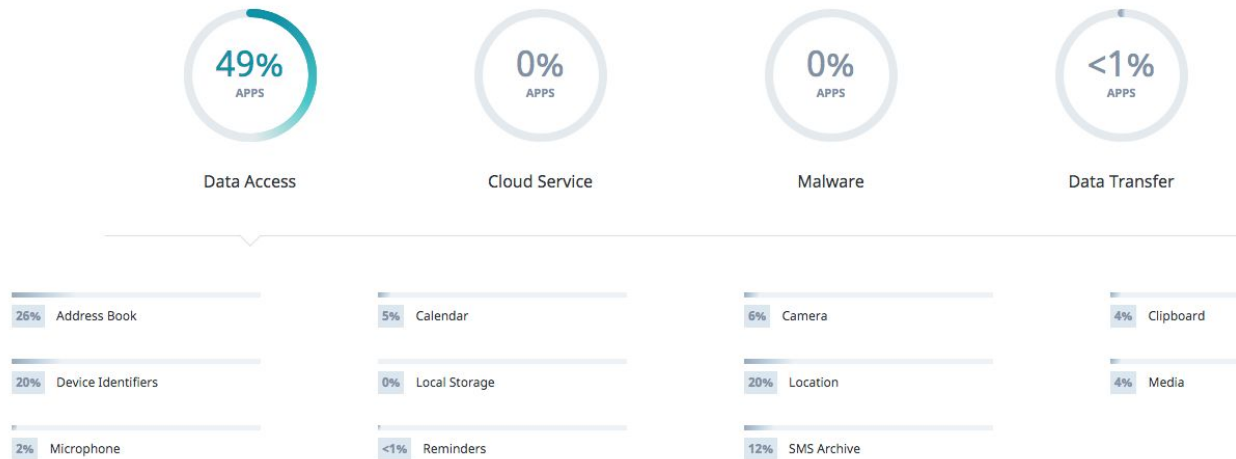 49%
APPS
Data Access
0%
APPS
Cloud Service
0%
APPS
Malware
<1%
APPS
Data Transfer
26% Address Book
5% Calendar
6% Camera
4% Clipboard
20% Device Identifiers
0% Local Storage
20% Location
4% Media
2% Microphone
<1% Reminders
12% SMS Archive